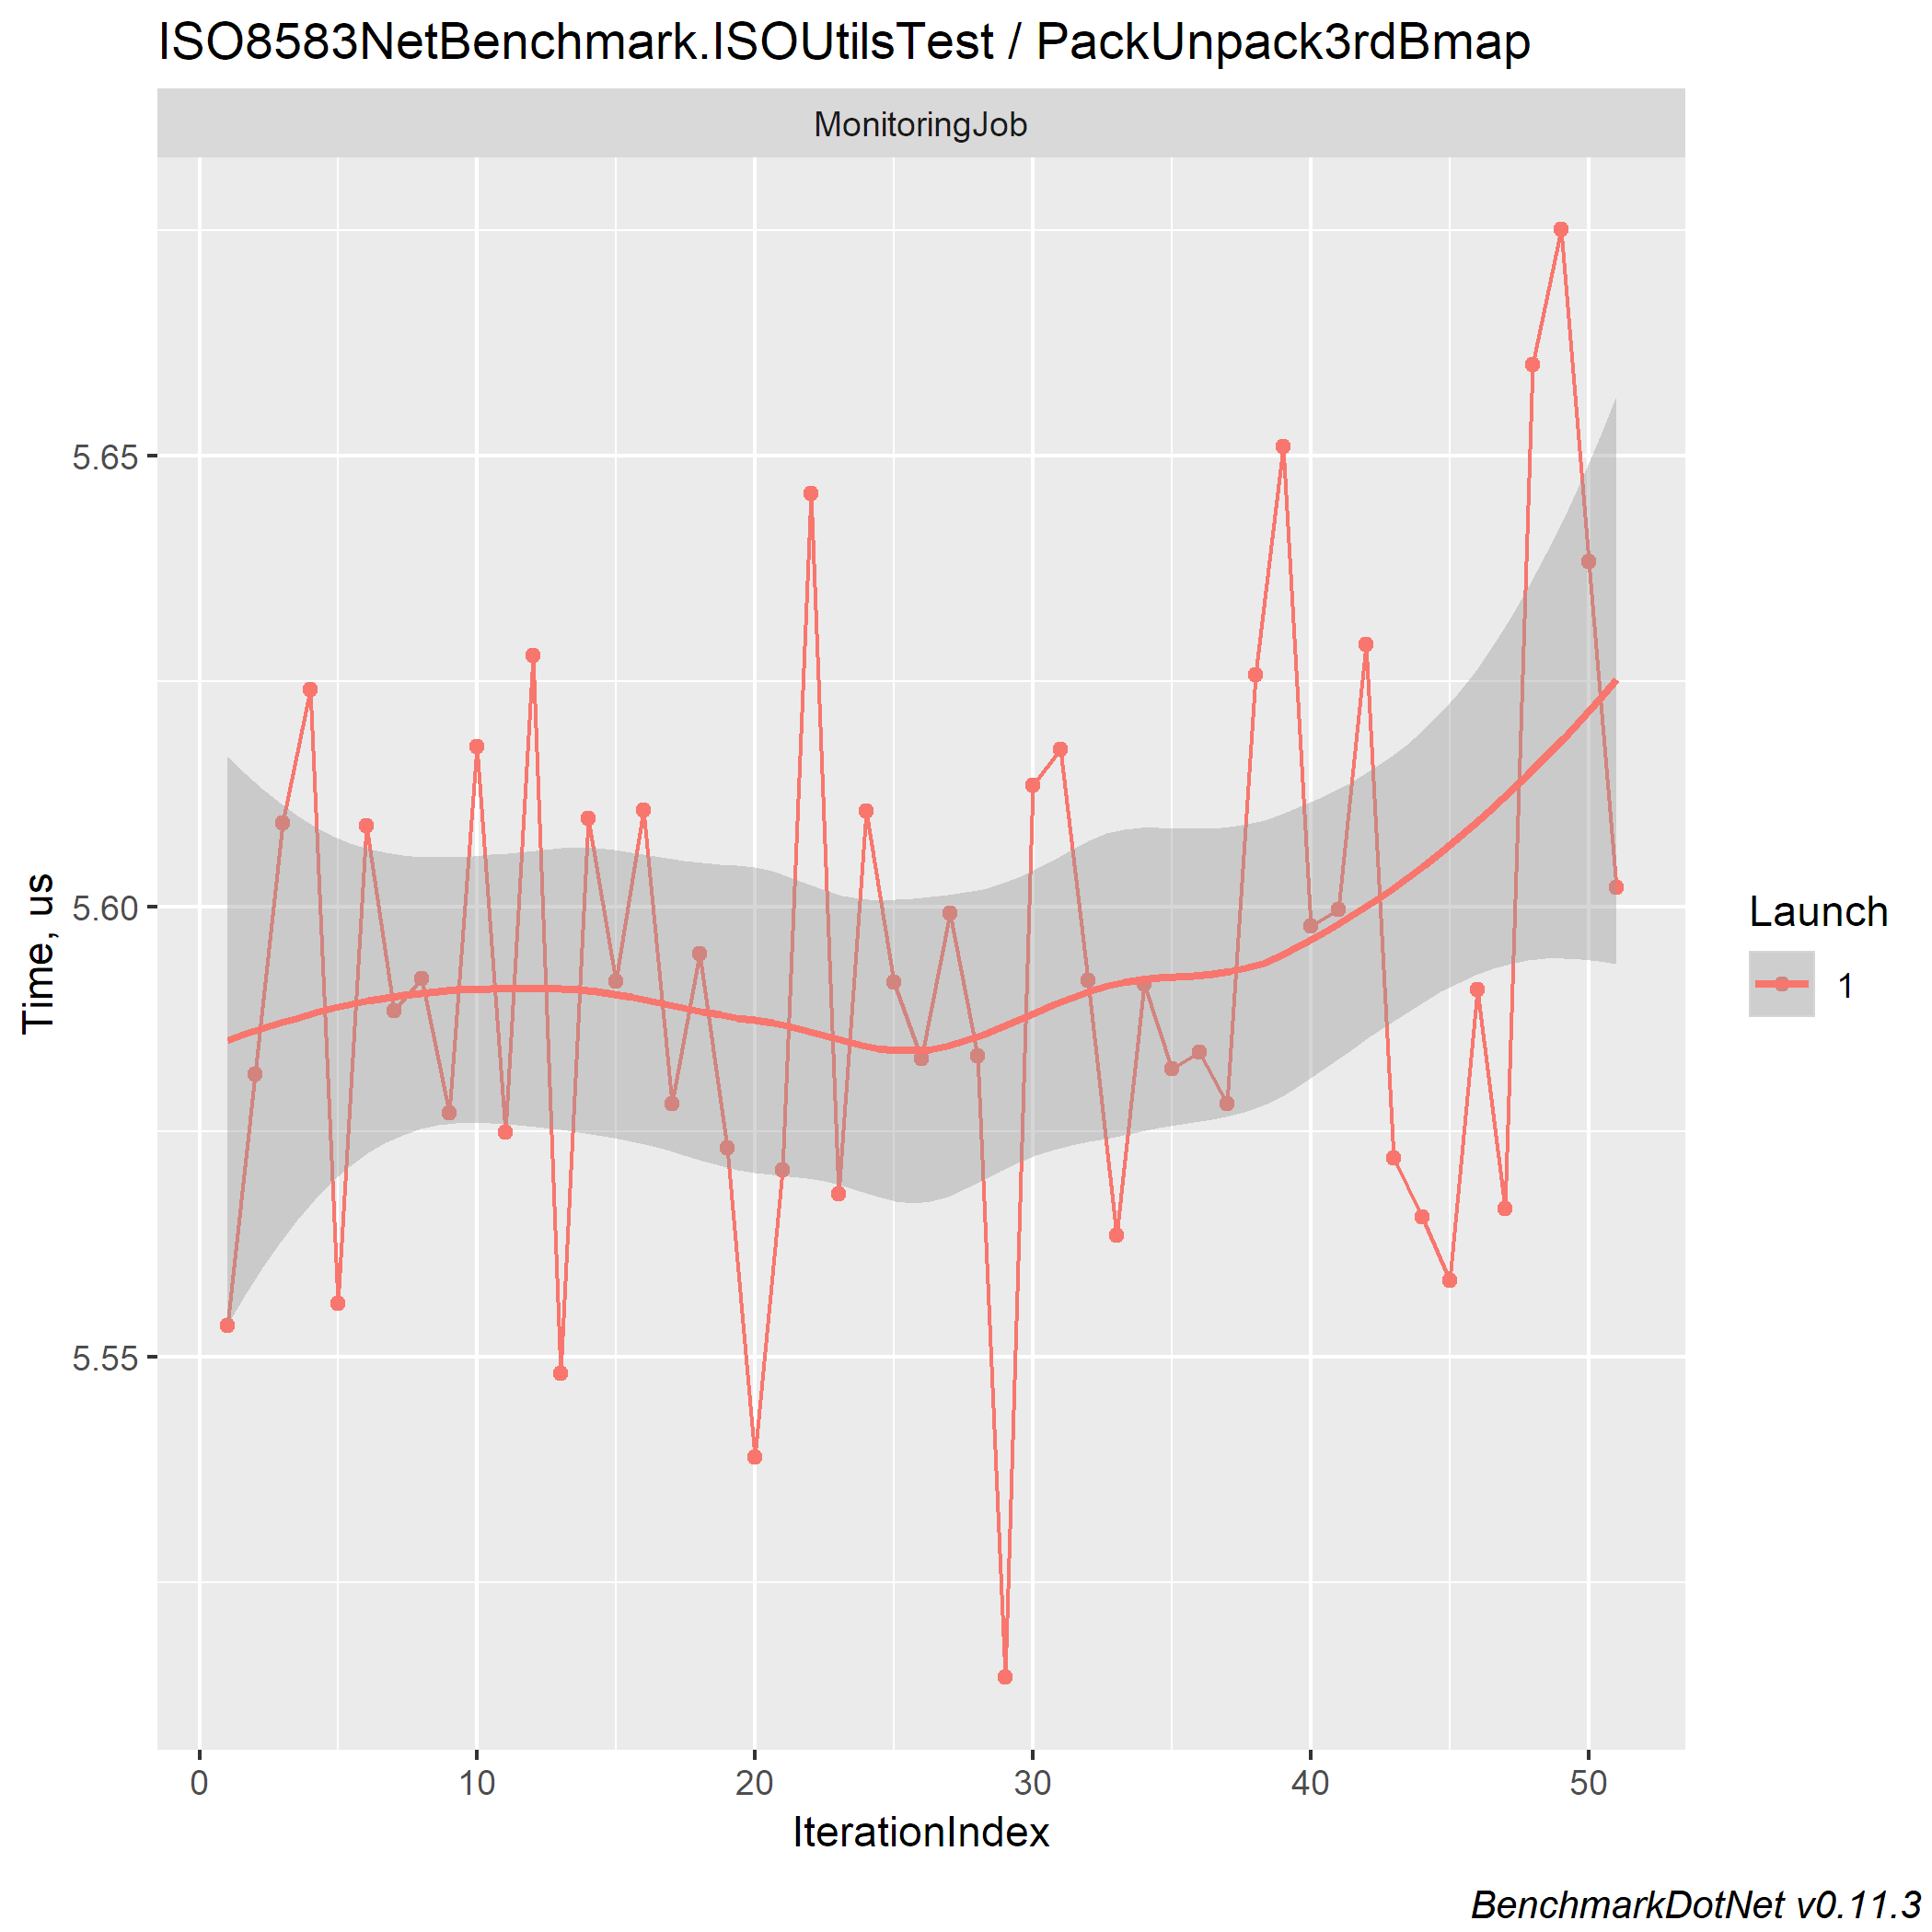 ISO8583NetBenchmark.ISOUtilsTest / PackUnpack3rdBmap
MonitoringJob
5.65
5.60
5.55
Time, us
0 10 20 30 40 50
IterationIndex
Launch
1
BenchmarkDotNet v0.11.3